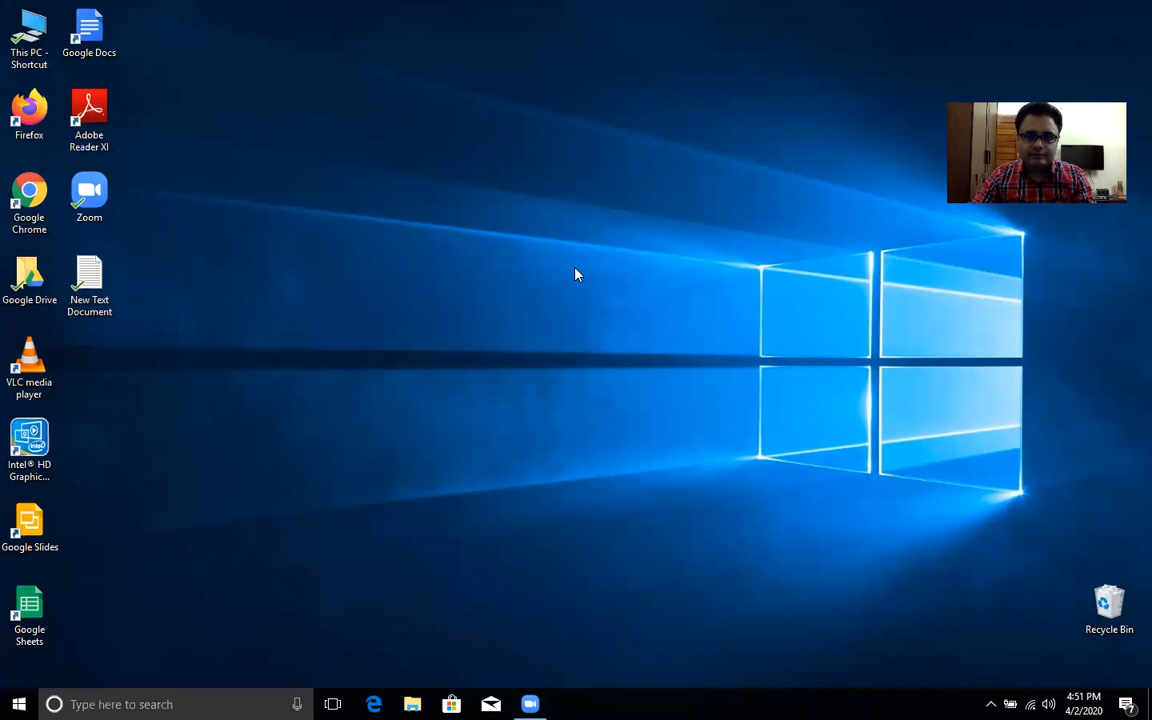 This PC -
Shortcut
Google Docs
Firefox
Adobe
Reader XI
Google
Chrome
Zoom
Google Drive
New Text
Document
VLC media
player
intel
Intel® HD
Graphic...
Google Slides
Google
Sheets
Recycle Bin
Type here to search
4:51 PM
4/2/2020
7